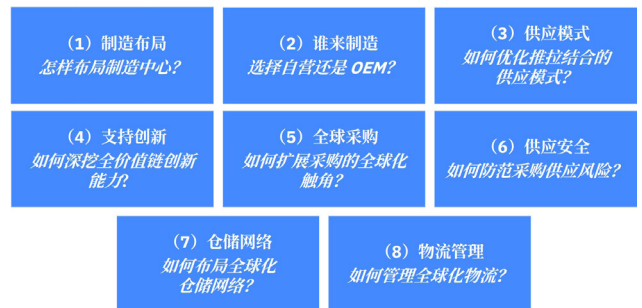 （1）制造布局
怎样布局制造中心？
（2）谁来制造
选择自营还是 OEM？
（3）供应模式
如何优化推拉结合的
供应模式？
（4）支持创新
如何深挖全价值链创新
能力？
（5）全球采购
如何扩展采购的全球化
触角？
（6）供应安全
如何防范采购供应风险？
（7）仓储网络
如何布局全球化
仓储网络？
（8）物流管理
如何管理全球化物流？